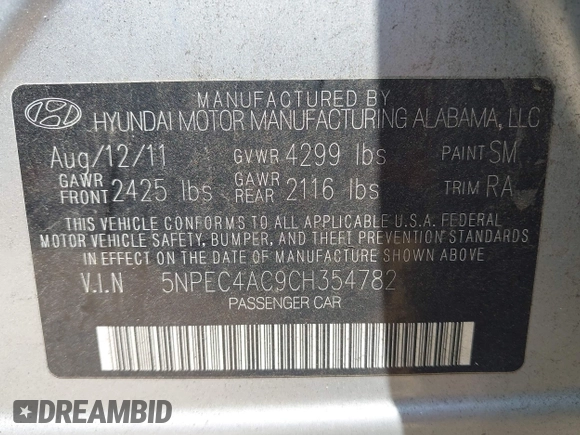 MANUFACTURED BY
HYUNDAI MOTOR MANUFACTURING ALABAMA, LLC
Aug/12/11 GVWR 4299 lbs PAINT SM
GAWR FRONT 2425 lbs GAWR REAR 2116 lbs TRIM RA
THIS VEHICLE CONFORMS TO ALL APPLICABLE U.S.A. FEDERAL
MOTOR VEHICLE SAFETY, BUMPER, AND THEFT PREVENTION STANDARDS
IN EFFECT ON THE DATE OF MANUFACTURE SHOWN ABOVE.
V.I.N 5NPEC4AC9CH354782
PASSENGER CAR
DREAMBID